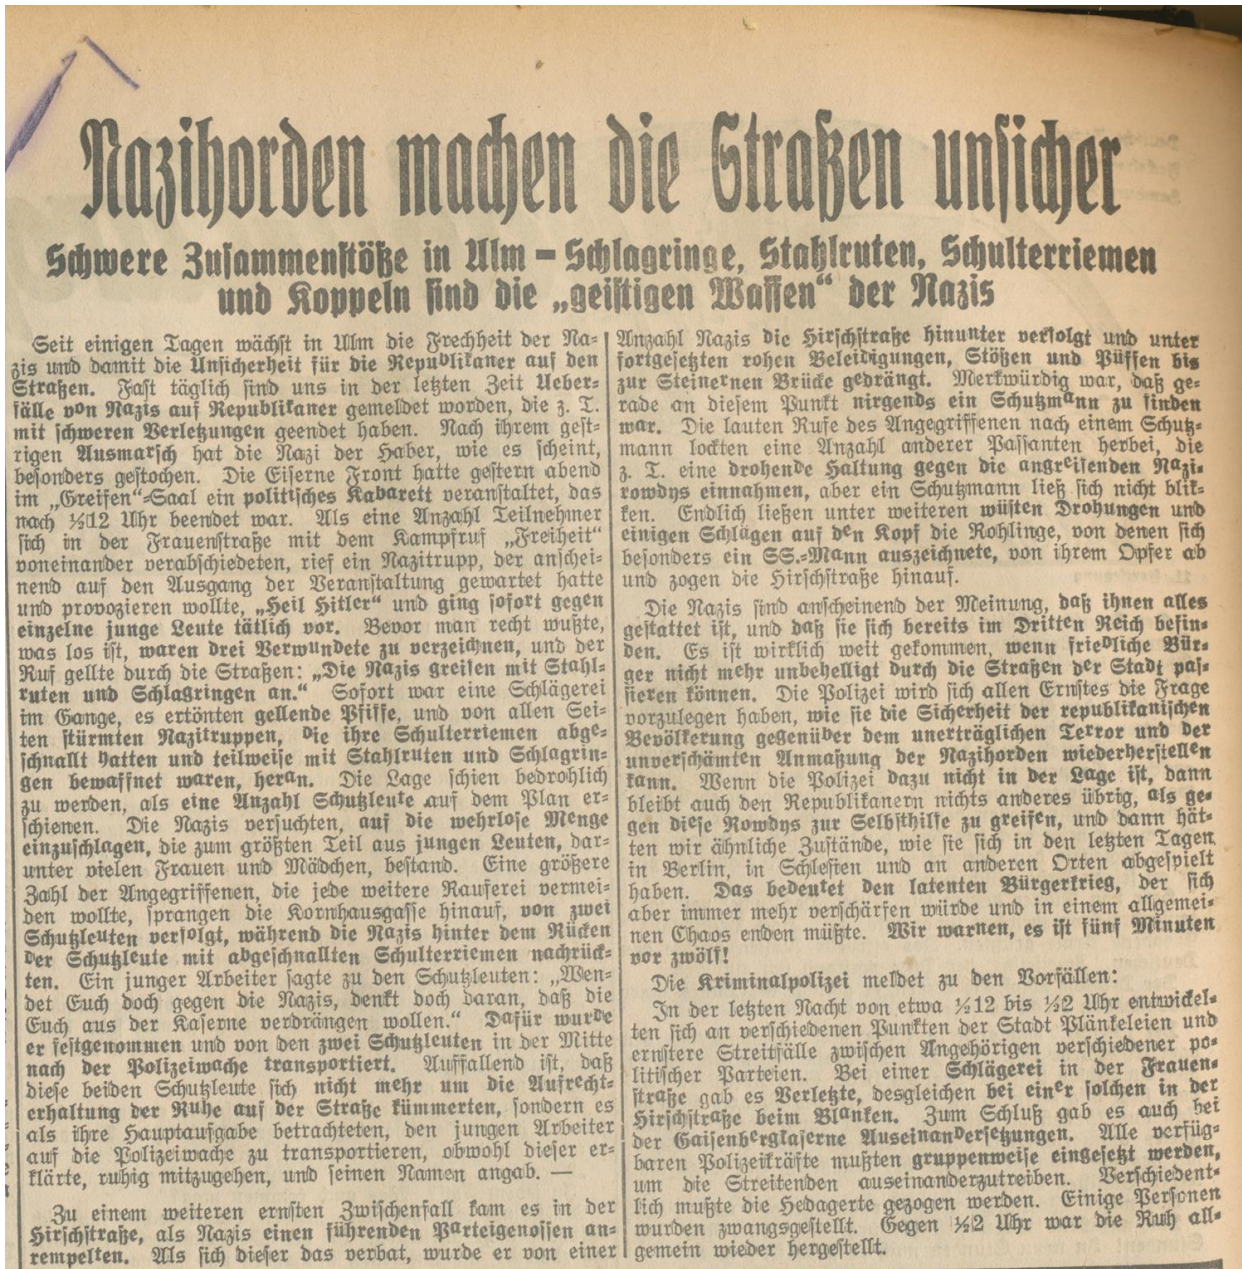 Nazihorden machen die Straßen unsicher
Schwere Zusammenstöße in Ulm – Schlagringe, Stahlruten, Schulterriemen
und Koppeln sind die „geistigen Waffen“ der Nazis
Seit einigen Tagen wächst in Ulm die Frechheit der Na-
zis und damit die Unsicherheit für die Republikaner auf den
Straßen. Fast täglich sind uns in der letzten Zeit Ueber-
fälle von Nazis auf Republikaner gemeldet worden, die z. T.
mit schweren Verletzungen geendet haben. Nach ihrem gest-
rigen Ausmarsch hat die Nazi der Haber, wie es scheint,
besonders gestochen. Die Eiserne Front hatte gestern abend
im „Greifen“-Saal ein politisches Kabarett veranstaltet, das
nach ½12 Uhr beendet war. Als eine Anzahl Teilnehmer
sich in der Frauenstraße mit dem Kampfruf „Freiheit“
voneinander verabschiedeten, rief ein Nazitrupp, der anschei-
nend auf den Ausgang der Veranstaltung gewartet hatte
und provozieren wollte, „Heil Hitler“ und ging sofort gegen
einzelne junge Leute tätlich vor. Bevor man recht wußte,
was los ist, waren drei Verwundete zu verzeichnen, und der
Ruf gellte durch die Straßen: „Die Nazis greifen mit Stahl-
ruten und Schlagringen an.“ Sofort war eine Schlägerei
im Gange, es ertönten gellende Pfiffe, und von allen Sei-
ten stürmten Nazitruppen, die ihre Schulterriemen abge-
schnallt hatten und teilweise mit Stahlruten und Schlagrin-
gen bewaffnet waren, heran. Die Lage schien bedrohlich
zu werden, als eine Anzahl Schutzleute auf dem Plan er-
schienen. Die Nazis versuchten, auf die wehrlose Menge
einzuschlagen, die zum größten Teil aus jungen Leuten, dar-
unter vielen Frauen und Mädchen, bestand. Eine größere
Zahl der Angegriffenen, die jede weitere Rauferei vermei-
den wollte, sprangen die Kornhausgasse hinauf, von zwei
Schutzleuten verfolgt, während die Nazis hinter dem Rücken
der Schutzleute mit abgeschnallten Schulterriemen nachrück-
ten. Ein junger Arbeiter sagte zu den Schutzleuten: „Wen-
det Euch doch gegen die Nazis, denkt doch daran, daß die
Euch aus der Kaserne verdrängen wollen.“ Dafür wurde
er festgenommen und von den zwei Schutzleuten in der Mitte
nach der Polizeiwache transportiert. Auffallend ist, daß
diese beiden Schutzleute sich nicht mehr um die Aufrecht-
erhaltung der Ruhe auf der Straße kümmerten, sondern es
als ihre Hauptaufgabe betrachteten, den jungen Arbeiter
auf die Polizeiwache zu transportieren, obwohl dieser er-
klärte, ruhig mitzugehen, und seinen Namen angab. —
Zu einem weiteren ernsten Zwischenfall kam es in der
Hirschstraße, als Nazis einen führenden Parteigenossen an-
rempelten. Als sich dieser das verbat, wurde er von einer
Anzahl Nazis die Hirschstraße hinunter verfolgt und unter
fortgesetzten rohen Beleidigungen, Stößen und Püffen bis
zur Steinernen Brücke gedrängt. Merkwürdig war, daß ge-
rade an diesem Punkt nirgends ein Schutzmann zu finden
war. Die lauten Rufe des Angegriffenen nach einem Schutz-
mann lockten eine Anzahl anderer Passanten herbei, die
z. T. eine drohende Haltung gegen die angreifenden Nazi-
rowdys einnahmen, aber ein Schutzmann ließ sich nicht blik-
ken. Endlich ließen unter weiteren wüsten Drohungen und
einigen Schlägen auf den Kopf die Rohlinge, von denen sich
besonders ein SS.-Mann auszeichnete, von ihrem Opfer ab
und zogen die Hirschstraße hinauf.
Die Nazis sind anscheinend der Meinung, daß ihnen alles
gestattet ist, und daß sie sich bereits im Dritten Reich befin-
den. Es ist wirklich weit gekommen, wenn friedliche Bür-
ger nicht mehr unbehelligt durch die Straßen der Stadt pas-
sieren können. Die Polizei wird sich allen Ernstes die Frage
vorzulegen haben, wie sie die Sicherheit der republikanischen
Bevölkerung gegenüber dem unerträglichen Terror und der
unverschämten Anmaßung der Nazihorden wiederherstellen
kann. Wenn die Polizei dazu nicht in der Lage ist, dann
bleibt auch den Republikanern nichts anderes übrig, als ge-
gen diese Rowdys zur Selbsthilfe zu greifen, und dann hät-
ten wir ähnliche Zustände, wie sie sich in den letzten Tagen
in Berlin, in Schlesien und an anderen Orten abgespielt
haben. Das bedeutet den latenten Bürgerkrieg, der sich
aber immer mehr verschärfen würde und in einem allgemei-
nen Chaos enden müßte. Wir warnen, es ist fünf Minuten
vor zwölf!
Die Kriminalpolizei meldet zu den Vorfällen:
In der letzten Nacht von etwa ½12 bis ½2 Uhr entwickel-
ten sich an verschiedenen Punkten der Stadt Plänkeleien und
ernstere Streitfälle zwischen Angehörigen verschiedener po-
litischer Parteien. Bei einer Schlägerei in der Frauen-
straße gab es Verletzte, desgleichen bei einer solchen in der
Hirschstraße beim Blanken. Zum Schluß gab es auch bei
der Gaisenbergkaserne Auseinandersetzungen. Alle verfüg-
baren Polizeikräfte mußten gruppenweise eingesetzt werden,
um die Streitenden auseinanderzutreiben. Verschiedent-
lich mußte die Hedagerte gezogen werden. Einige Personen
wurden zwangsgestellt. Gegen ½2 Uhr war die Ruh all-
gemein wieder hergestellt.